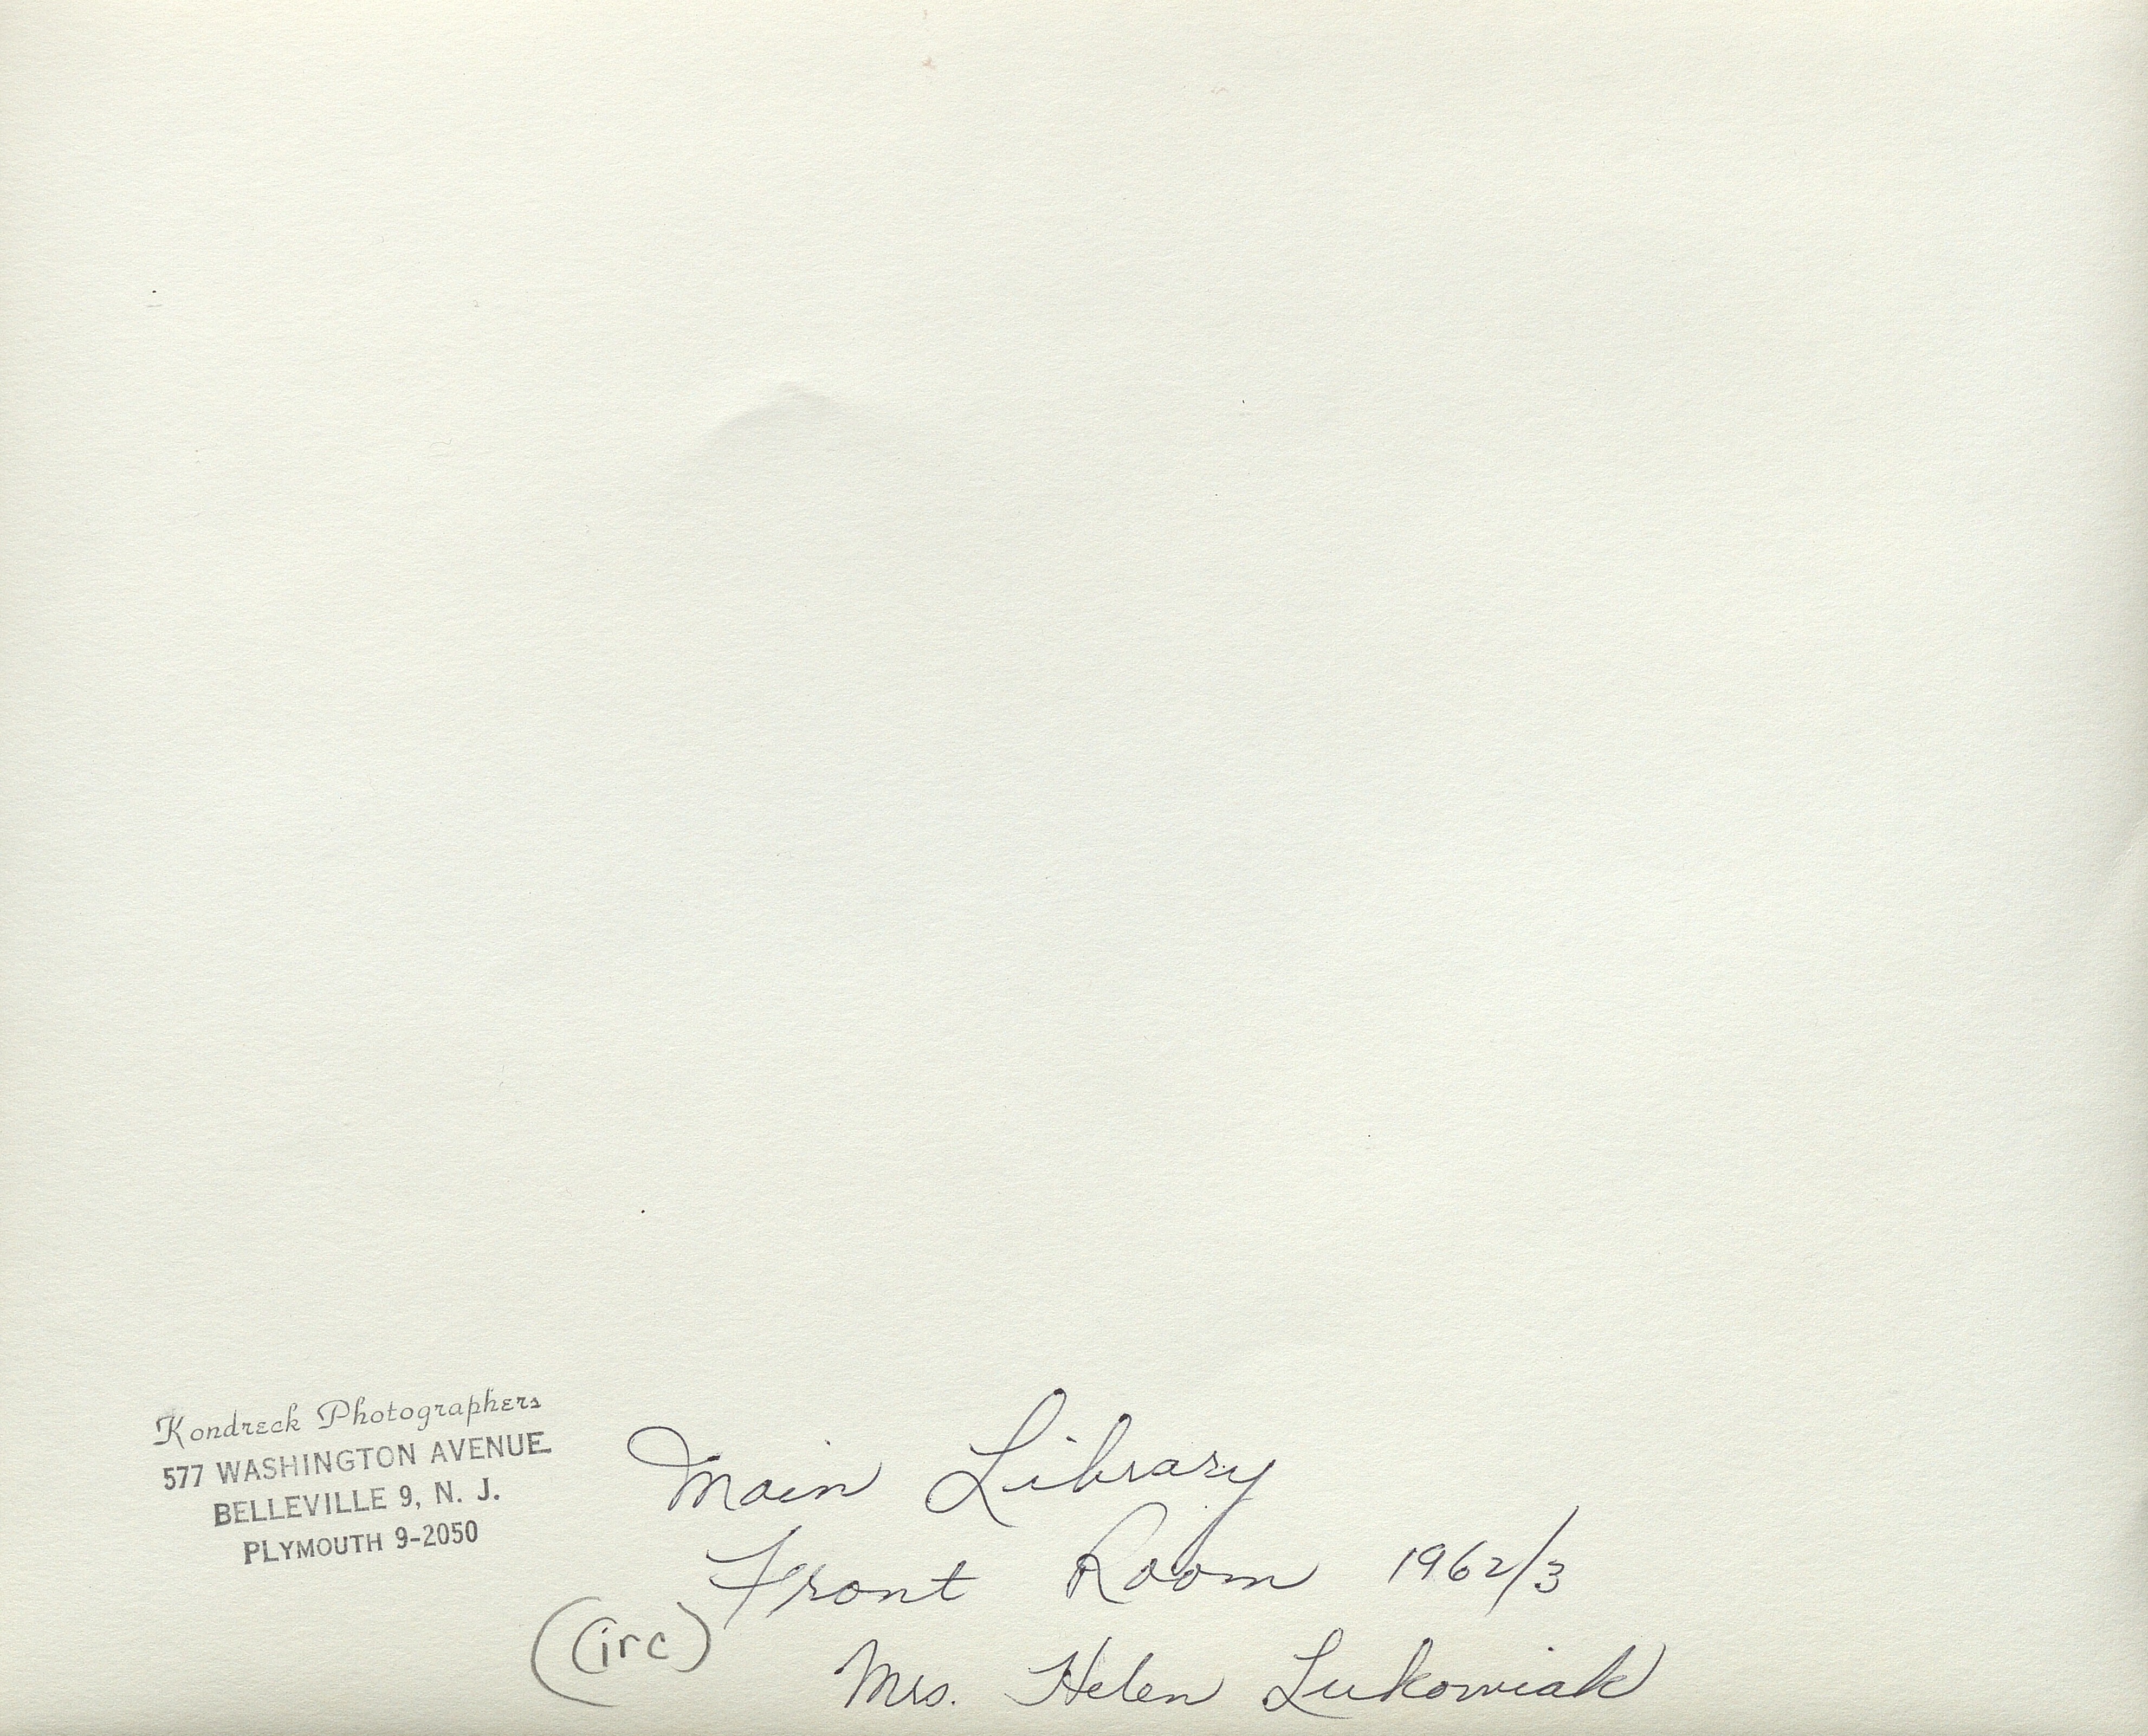 Kondreck Photographers
577 WASHINGTON AVENUE
BELLEVILLE 9, N. J.
PLYMOUTH 9-2050
Main Library
Front Room 1962/3
(Circ)
Mrs. Helen Lukowiak